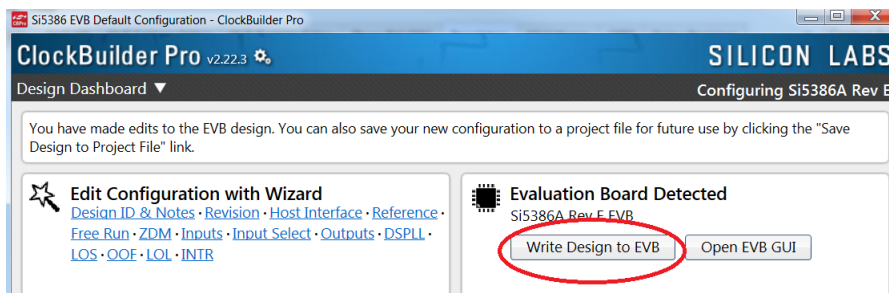 Si5386 EVB Default Configuration - ClockBuilder Pro
ClockBuilder Pro v2.22.3
SILICON LABS
Design Dashboard ▼
Configuring Si5386A Rev E
You have made edits to the EVB design. You can also save your new configuration to a project file for future use by clicking the "Save
Design to Project File" link.
Edit Configuration with Wizard
Design ID & Notes · Revision · Host Interface · Reference ·
Free Run · ZDM · Inputs · Input Select · Outputs · DSPLL ·
LOS · OOF · LOL · INTR
Evaluation Board Detected
Si5386A Rev E EVB
Write Design to EVB
Open EVB GUI